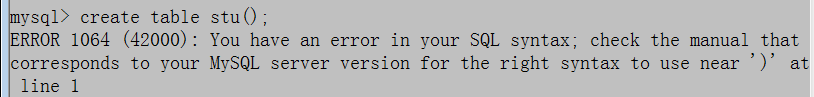 mysql> create table stu();
ERROR 1064 (42000): You have an error in your SQL syntax; check the manual that
corresponds to your MySQL server version for the right syntax to use near ')' at
line 1